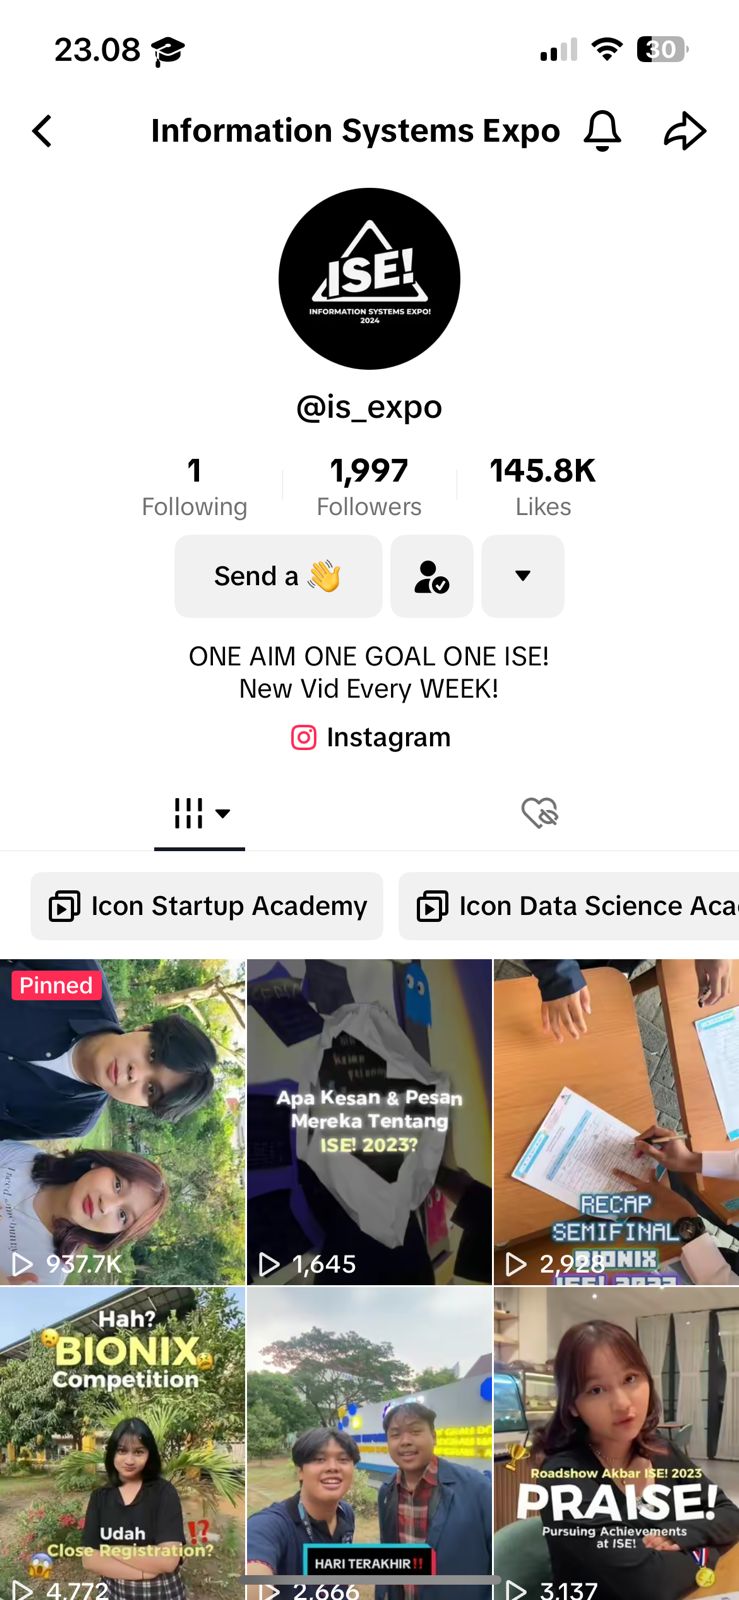 23.08
30
Information Systems Expo
ISE!
INFORMATION SYSTEMS EXPO!
2024
@is_expo
1
1,997
145.8K
Following
Followers
Likes
Send a 👋
ONE AIM ONE GOAL ONE ISE!
New Vid Every WEEK!
Instagram
Icon Startup Academy
Icon Data Science Aca
Pinned
937.7K
Apa Kesan & Pesan
Mereka Tentang
ISE! 2023?
1,645
RECAP
SEMIFINAL
BIONIX
ISE! 2023
2,928
Hah?
BIONIX
Competition
Udah
Close Registration?
4,772
HARI TERAKHIR‼️
2,666
Roadshow Akbar ISE! 2023
PRAISE!
Pursuing Achievements
at ISE!
3,137